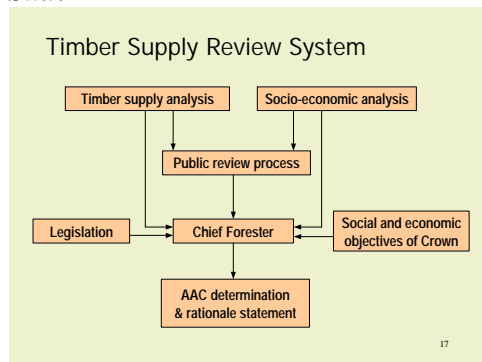 Timber Supply Review System
Timber supply analysis
Socio-economic analysis
Public review process
Legislation
Chief Forester
Social and economic
objectives of Crown
AAC determination
& rationale statement
17